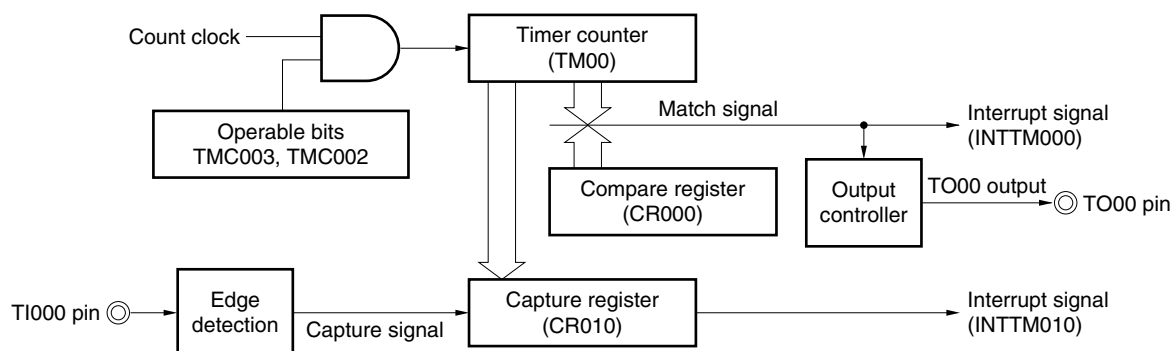 Count clock
Timer counter
(TM00)
Operable bits
TMC003, TMC002
Match signal
Interrupt signal
(INTTM000)
Compare register
(CR000)
Output
controller
TO00 output
TO00 pin
TI000 pin
Edge
detection
Capture signal
Capture register
(CR010)
Interrupt signal
(INTTM010)